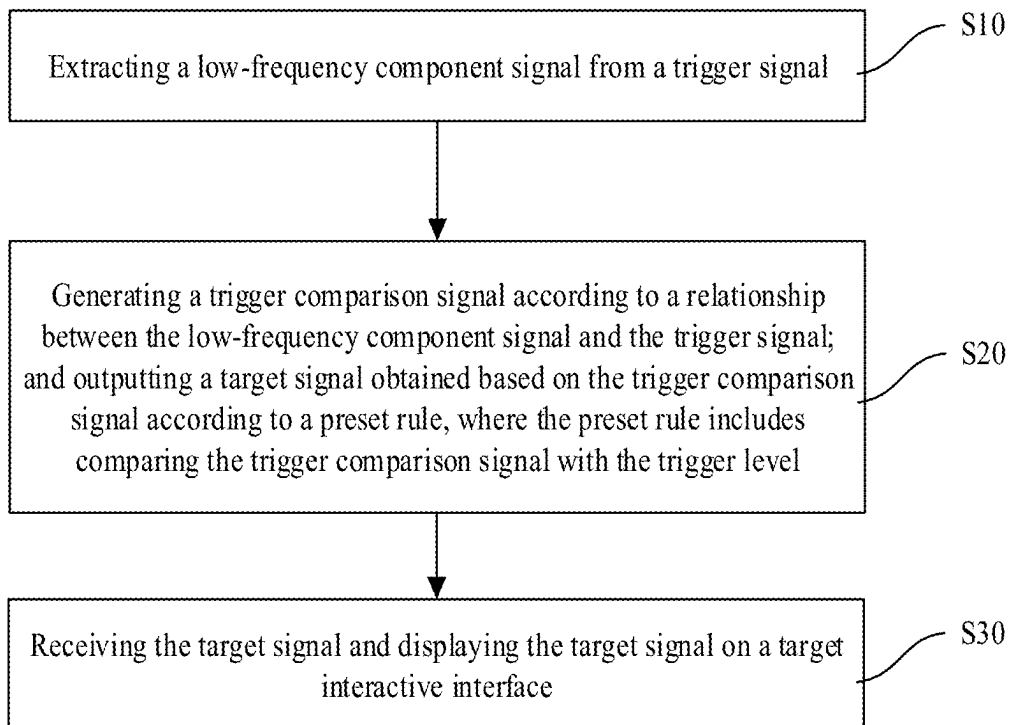 S10
Extracting a low-frequency component signal from a trigger signal
Generating a trigger comparison signal according to a relationship
between the low-frequency component signal and the trigger signal;
and outputting a target signal obtained based on the trigger comparison
signal according to a preset rule, where the preset rule includes
comparing the trigger comparison signal with the trigger level
S20
Receiving the target signal and displaying the target signal on a target
interactive interface
S30